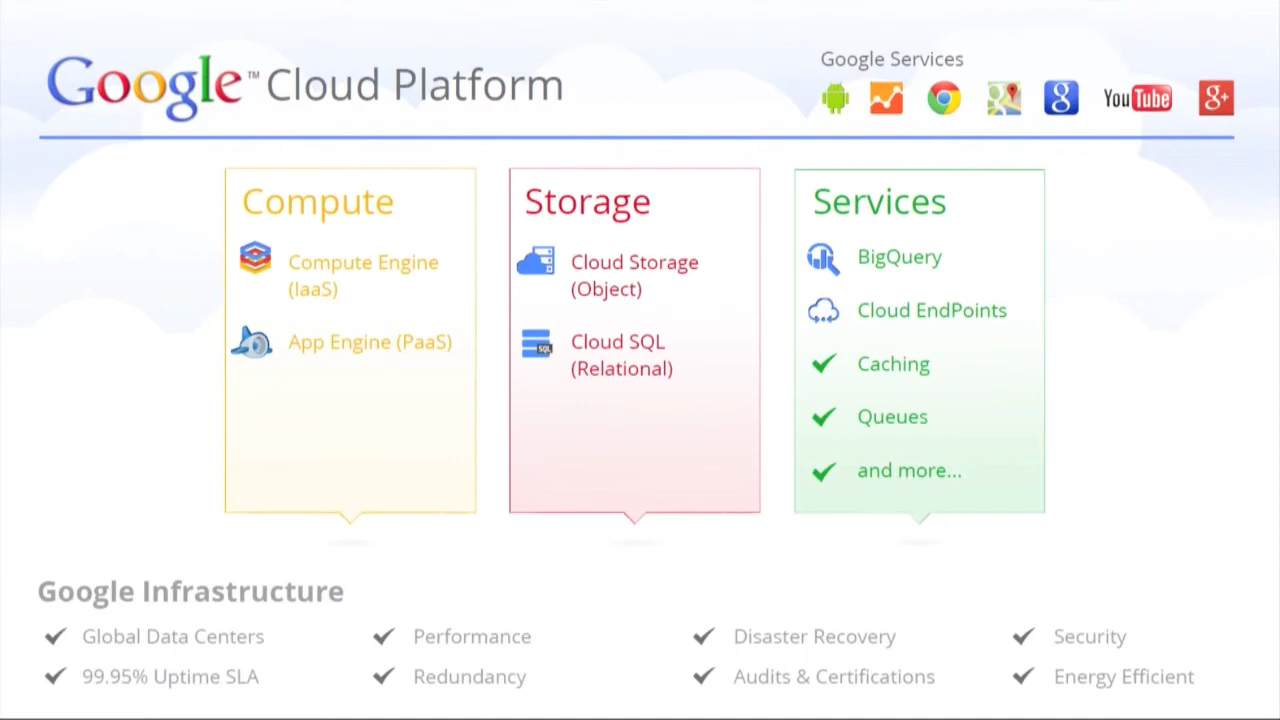 Google™ Cloud Platform
Google Services
YouTube
g+
Compute
Compute Engine
(IaaS)
App Engine (PaaS)
Storage
Cloud Storage
(Object)
SQL
Cloud SQL
(Relational)
Services
BigQuery
Cloud EndPoints
Caching
Queues
and more...
Google Infrastructure
Global Data Centers
Performance
Disaster Recovery
Security
99.95% Uptime SLA
Redundancy
Audits & Certifications
Energy Efficient